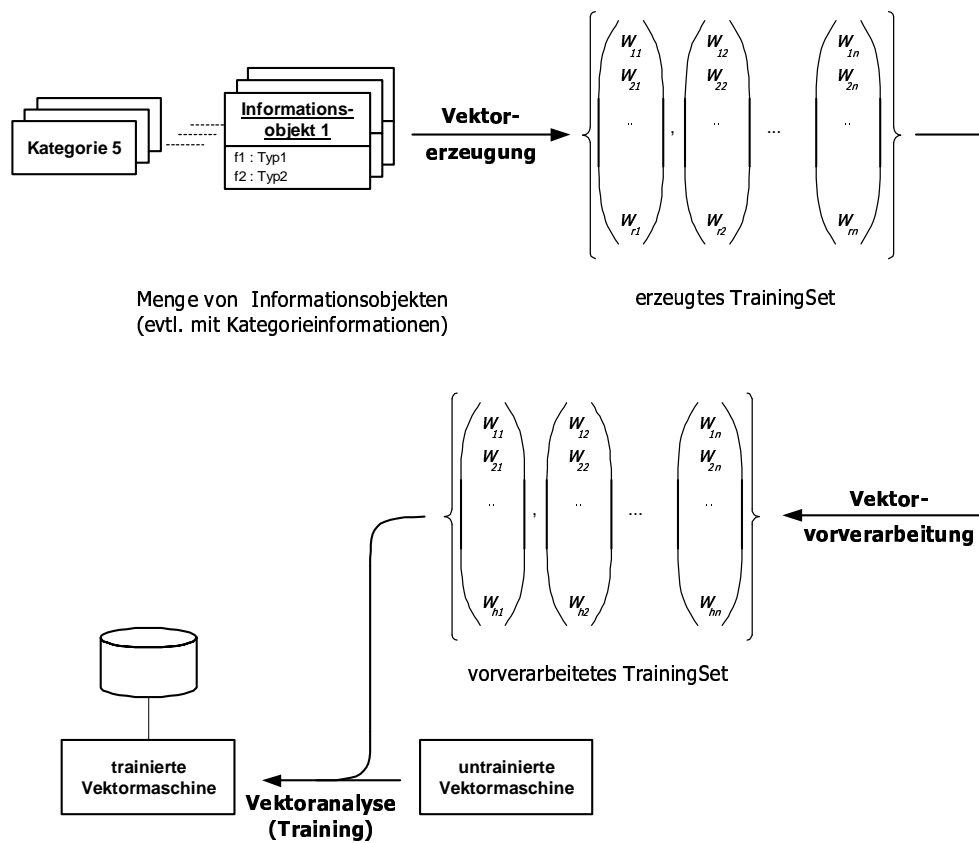 Kategorie 5
Informations-
objekt 1
f1 : Typ1
f2 : Typ2
Vektor-
erzeugung
W11 W12 W1n
W21 W22 W2n
.. , .. ... ..
Wr1 Wr2 Wrn
Menge von Informationsobjekten
(evtl. mit Kategorieinformationen)
erzeugtes TrainingSet
W11 W12 W1n
W21 W22 W2n
.. , .. ... ..
Wh1 Wh2 Whn
Vektor-
vorverarbeitung
vorverarbeitetes TrainingSet
trainierte
Vektormaschine
Vektoranalyse
(Training)
untrainierte
Vektormaschine